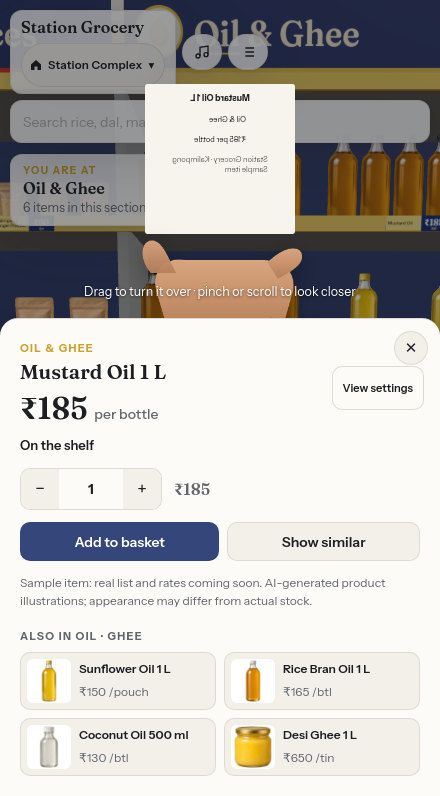 Station Grocery
Oil & Ghee
Station Complex ▾
Search rice, dal, ma
Mustard Oil 1 L
Oil & Ghee
₹185 per bottle
Station Grocery · Kalimpong
Sample item
YOU ARE AT
Oil & Ghee
6 items in this section
Mustard Oil
₹18
Drag to turn it over · pinch or scroll to look closer
OIL & GHEE
Mustard Oil 1 L
₹185 per bottle
View settings
On the shelf
− 1 + ₹185
Add to basket
Show similar
Sample item: real list and rates coming soon. AI-generated product
illustrations; appearance may differ from actual stock.
ALSO IN OIL · GHEE
Sunflower Oil 1 L
₹150 /pouch
Rice Bran Oil 1 L
₹165 /btl
Coconut Oil 500 ml
₹130 /btl
Desi Ghee 1 L
₹650 /tin